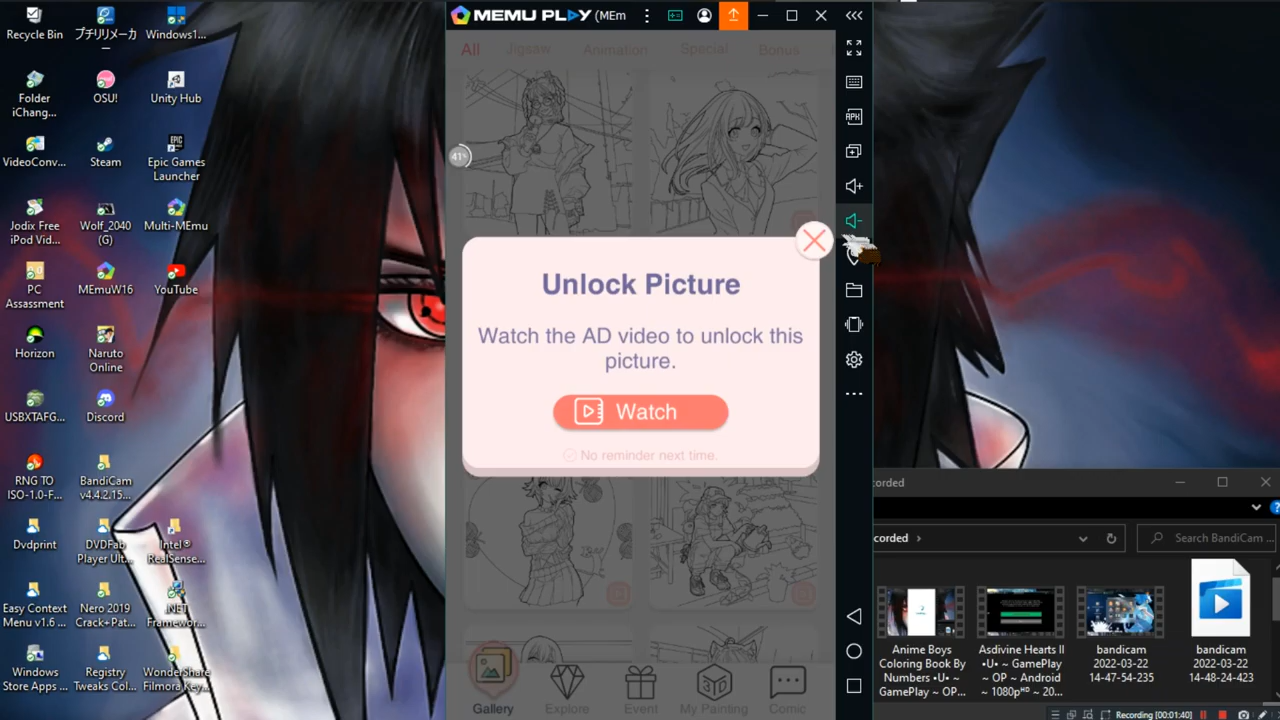 Recycle Bin
プチリリメーカー
Windows1...
Folder
iChang...
OSU!
Unity Hub
VideoConv...
Steam
Epic Games
Launcher
Jodix Free
iPod Vid...
Wolf_2040
(G)
Multi-MEmu
PC
Assassment
MEmuW16
YouTube
Horizon
Naruto
Online
USBXTAFG...
Discord
RNG TO
ISO-1.0-F...
BandiCam
v4.4.2.15...
Dvdprint
DVDFab
Player Ult...
Intel®
RealSense...
Easy Context
Menu v1.6 ...
Nero 2019
Crack+Pat...
.NET
Framewor...
Windows
Store Apps ...
Registry
Tweaks Col...
WonderShare
Filmora Key...
MEMU PLAY (MEm
All
Jigsaw
Animation
Special
Bonus
41%
APK
Unlock Picture
Watch the AD video to unlock this
picture.
Watch
No reminder next time.
Gallery
Explore
Event
3D
My Painting
Comic
EPIC
GAMES
corded
corded
Search BandiCam ...
Anime Boys
Coloring Book By
Numbers •U• ~
GamePlay ~ OP...
Asdivine Hearts II
•U• ~ GamePlay
~ OP ~ Android
~ 1080pᴴᴰ ~ 20...
bandicam
2022-03-22
14-47-54-235
bandicam
2022-03-22
14-48-24-423
Recording [00:01:40]